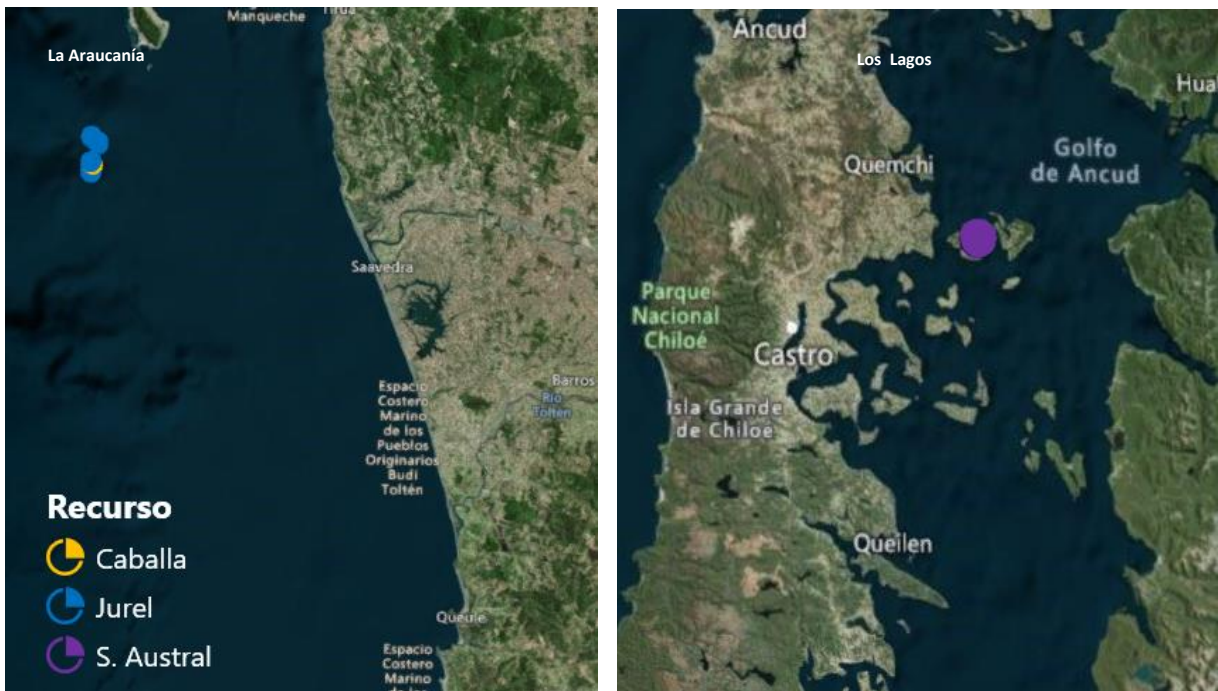 Manqueche
Tirúa
La Araucanía
Saavedra
Barros
Río
Toltén
Espacio
Costero
Marino
de los
Pueblos
Originarios
Budi
Toltén
Queule
Espacio
Costero
Marino
Recurso
Caballa
Jurel
S. Austral
Ancud
Los Lagos
Hua
Golfo
de Ancud
Quemchi
Parque
Nacional
Chiloé
Castro
Isla Grande
de Chiloé
Queilen